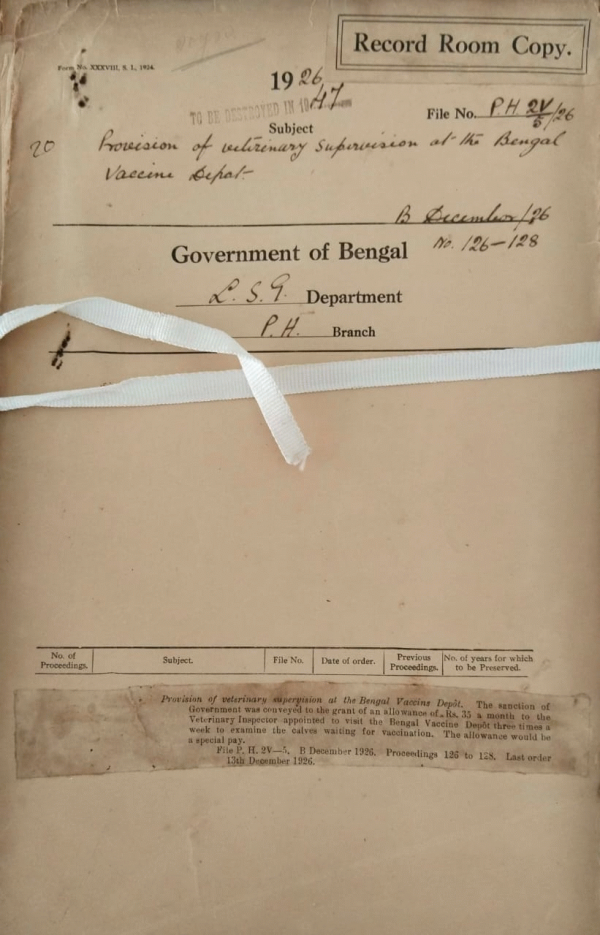 Record Room Copy.
Form No. XXXVIII, S. I., 1924.
1926
TO BE DESTROYED IN 1947
File No. P.H. 2V/5/26
Subject
20 Provision of veterinary supervision at the Bengal
Vaccine Depot
B December/26
No. 126-128
Government of Bengal
L. S. G. Department
P.H. Branch
No. of Proceedings. Subject. File No. Date of order. Previous Proceedings. No. of years for which to be Preserved.
Provision of veterinary supervision at the Bengal Vaccine Depôt. The sanction of
Government was conveyed to the grant of an allowance of Rs. 35 a month to the
Veterinary Inspector appointed to visit the Bengal Vaccine Depôt three times a
week to examine the calves waiting for vaccination. The allowance would be
a special pay.
File P. H. 2V—5. B December 1926. Proceedings 126 to 128. Last order
13th December 1926.